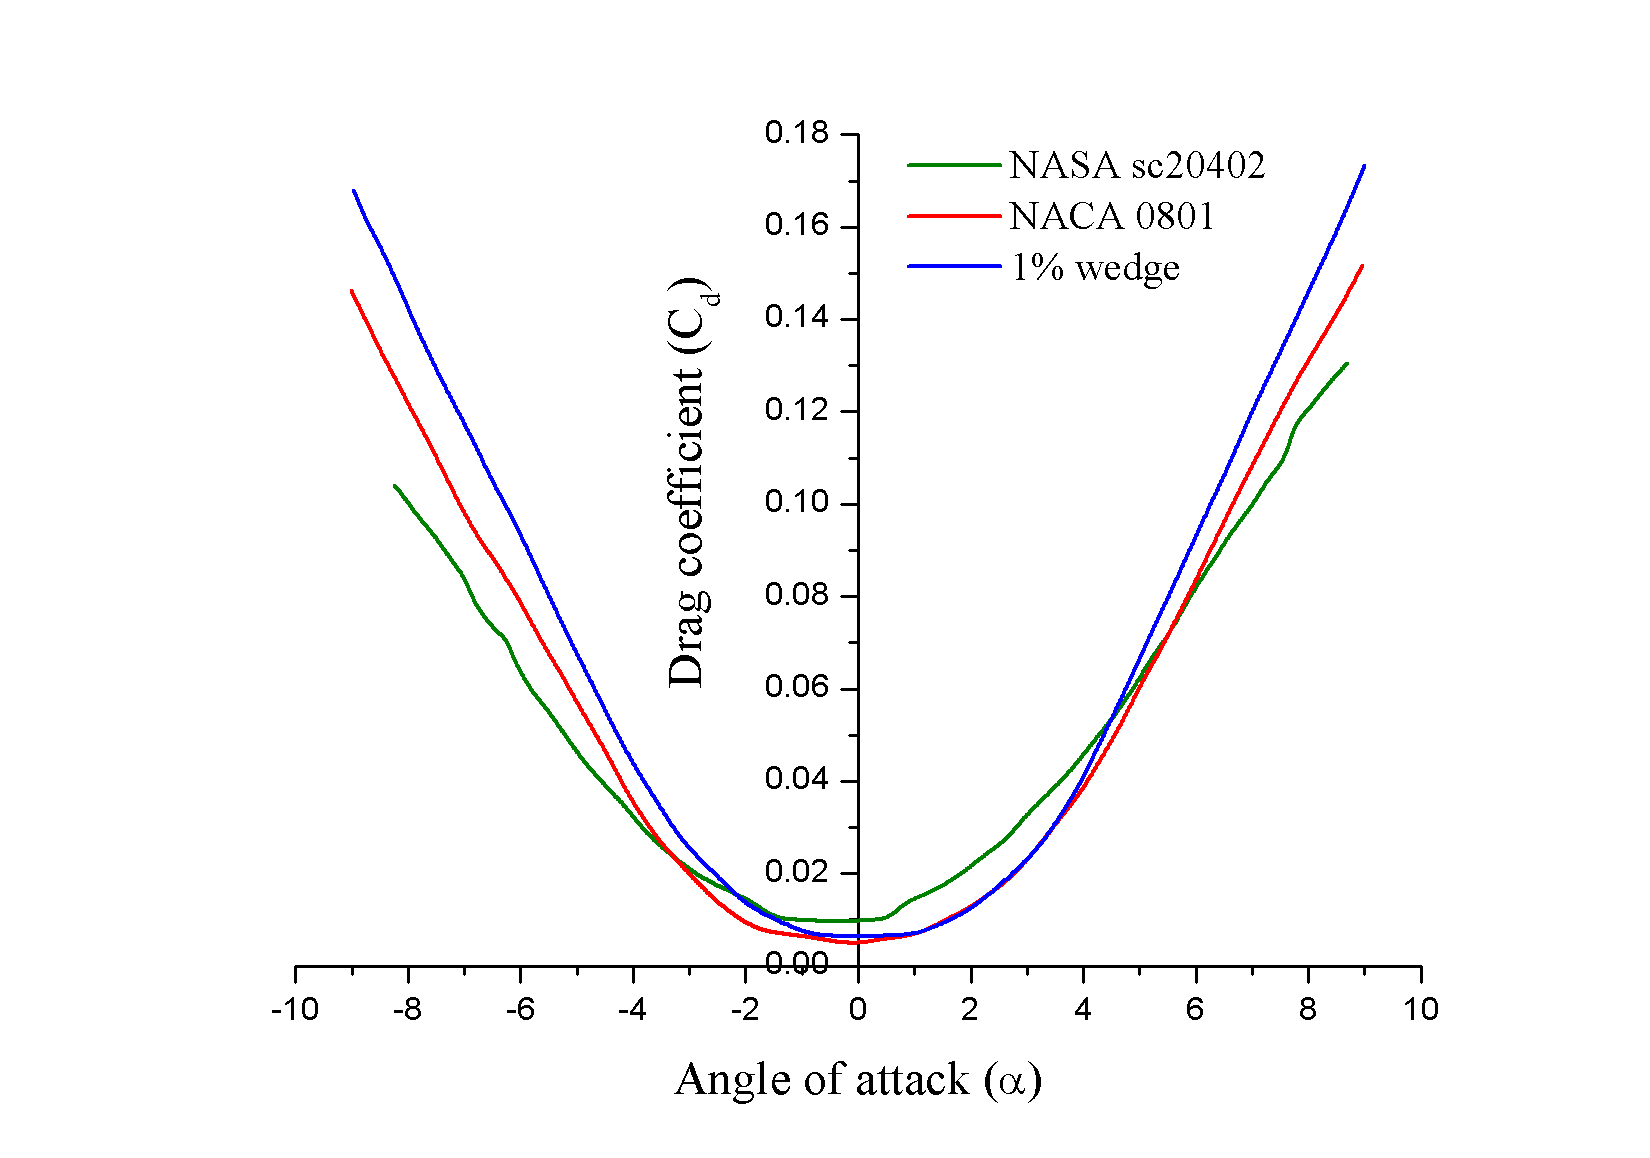 0.18
NASA sc20402
0.16
NACA 0801
1% wedge
0.14
Drag coefficient (Cd)
0.12
0.10
0.08
0.06
0.04
0.02
0.00
-10 -8 -6 -4 -2 0 2 4 6 8 10
Angle of attack (α)